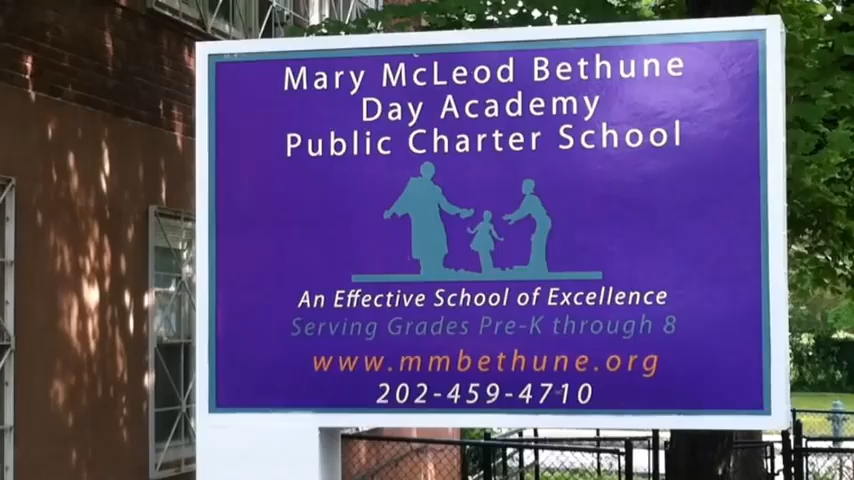 Mary McLeod Bethune
Day Academy
Public Charter School
An Effective School of Excellence
Serving Grades Pre-K through 8
www.mmbethune.org
202-459-4710